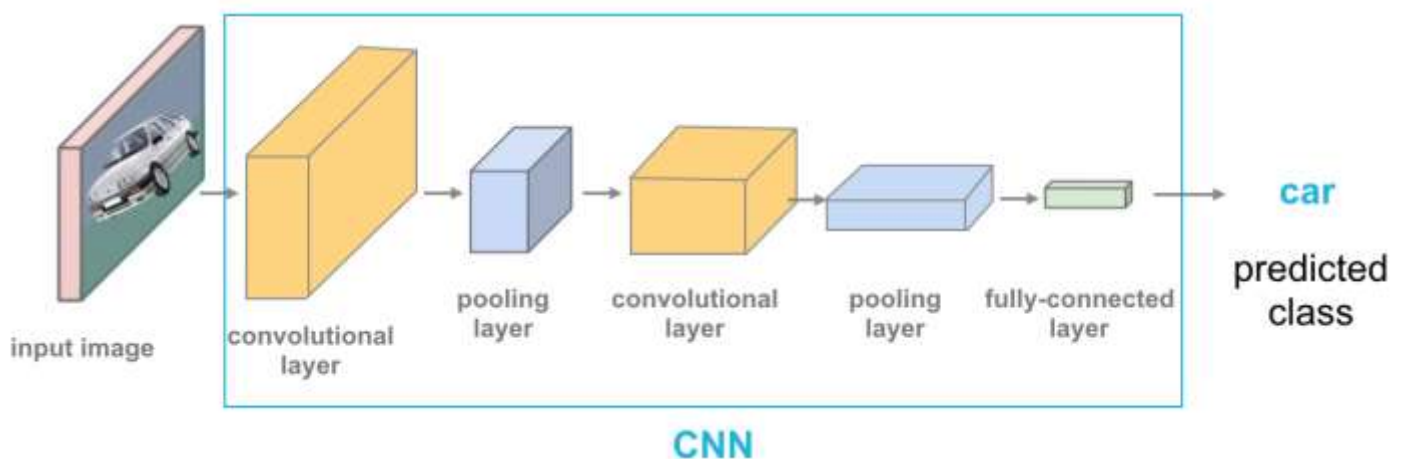 input image
convolutional
layer
pooling
layer
convolutional
layer
pooling
layer
fully-connected
layer
car
predicted
class
CNN